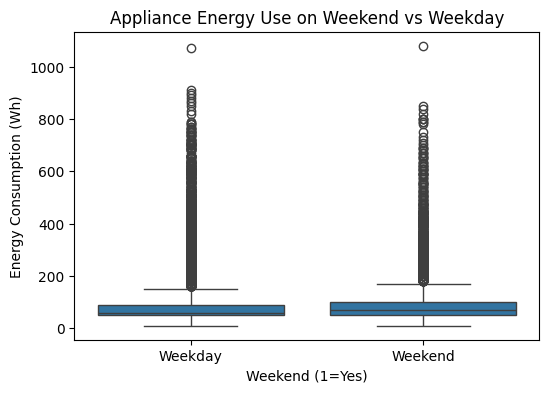 Appliance Energy Use on Weekend vs Weekday
Energy Consumption (Wh)
1000
800
600
400
200
0
Weekday Weekend
Weekend (1=Yes)